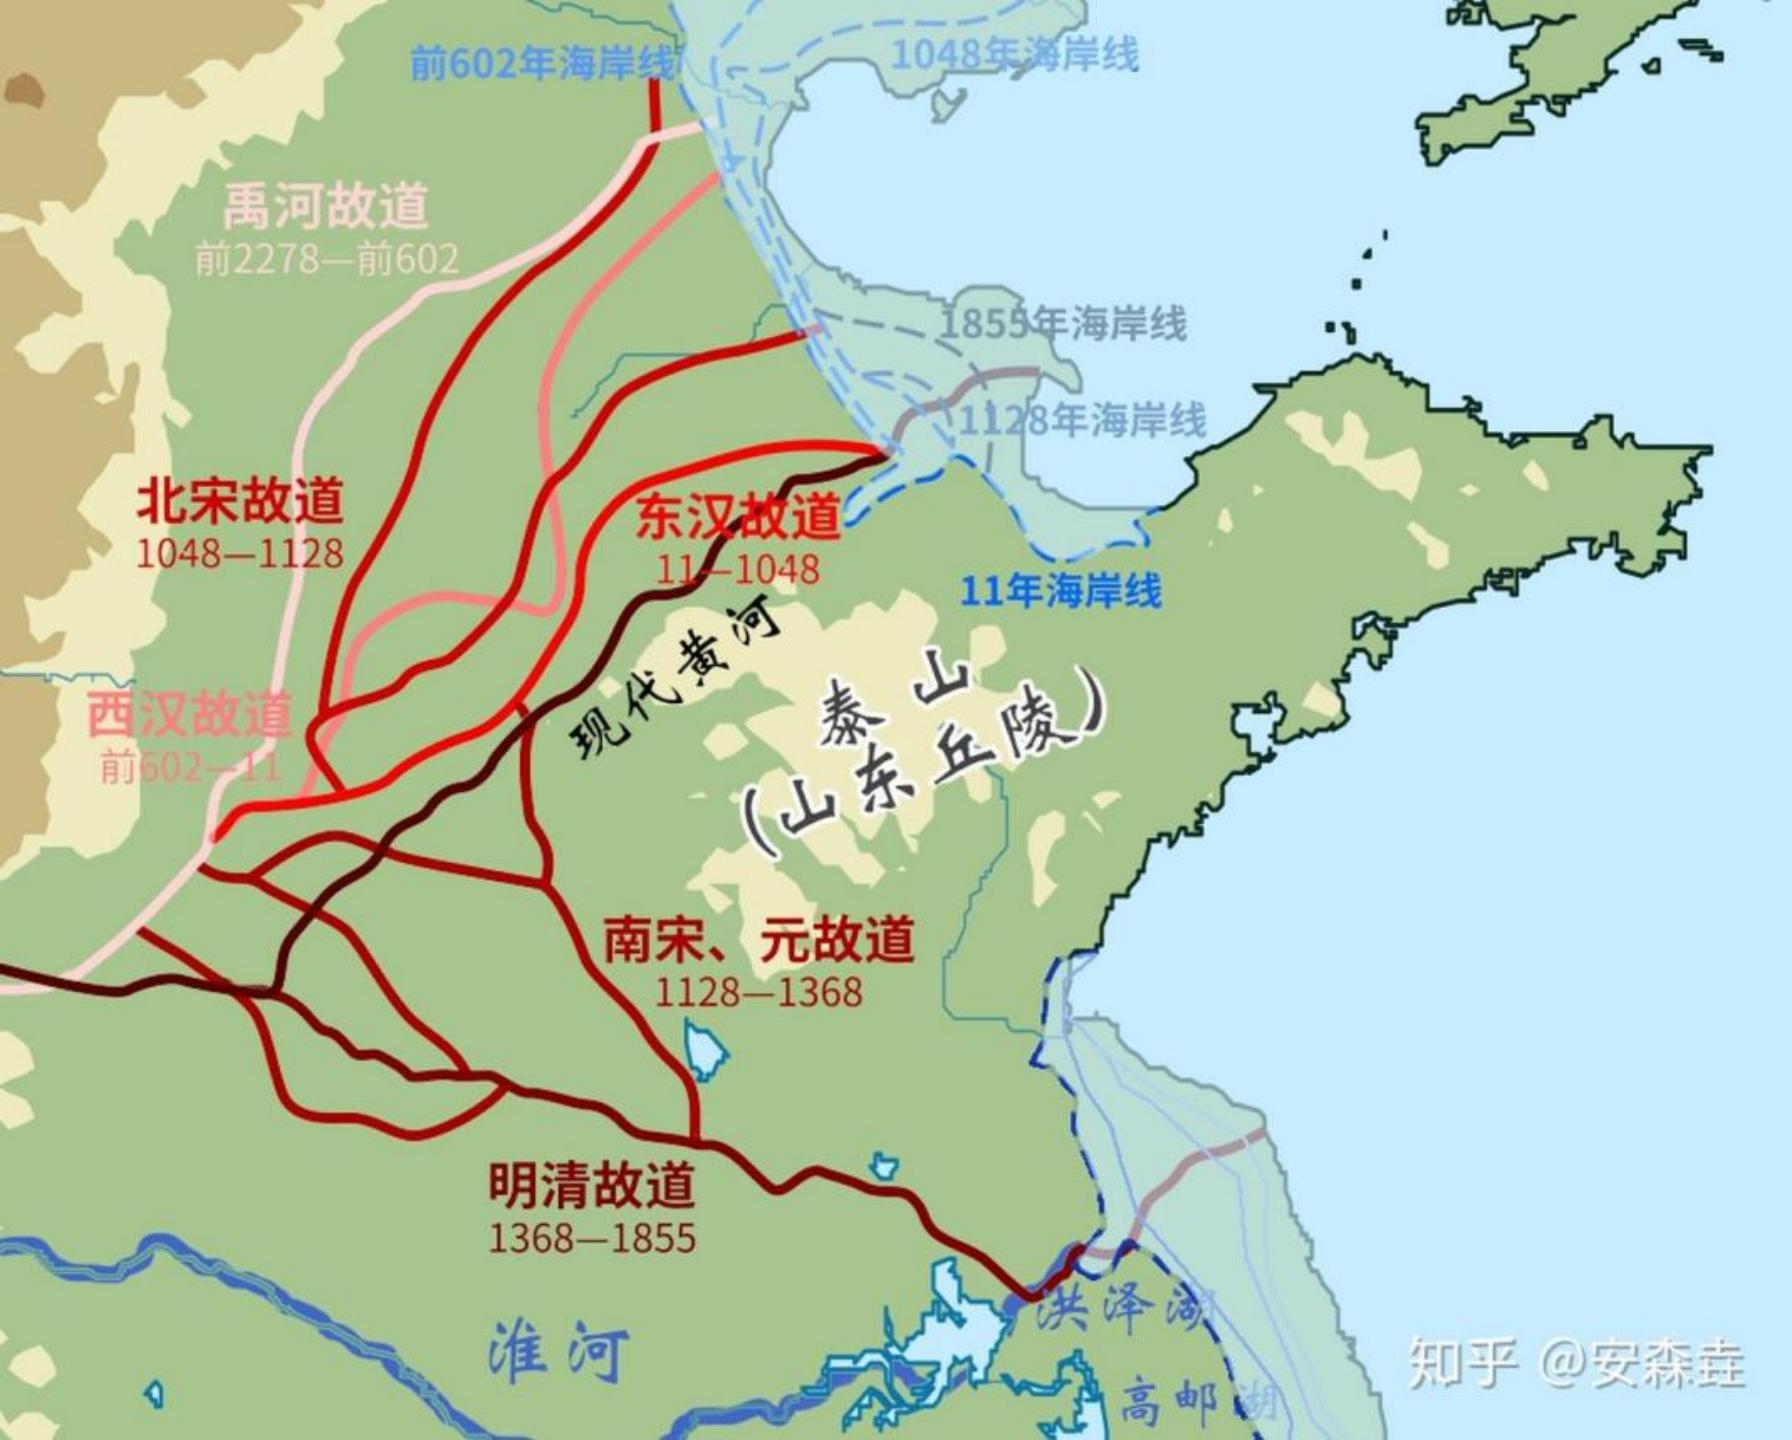 前602年海岸线
1048年海岸线
禹河故道
前2278—前602
1855年海岸线
1128年海岸线
北宋故道
1048—1128
东汉故道
11—1048
11年海岸线
现代黄河
西汉故道
前602—11
泰山
(山东丘陵)
南宋、元故道
1128—1368
明清故道
1368—1855
洪泽湖
淮河
高邮湖
知乎 @安森垚